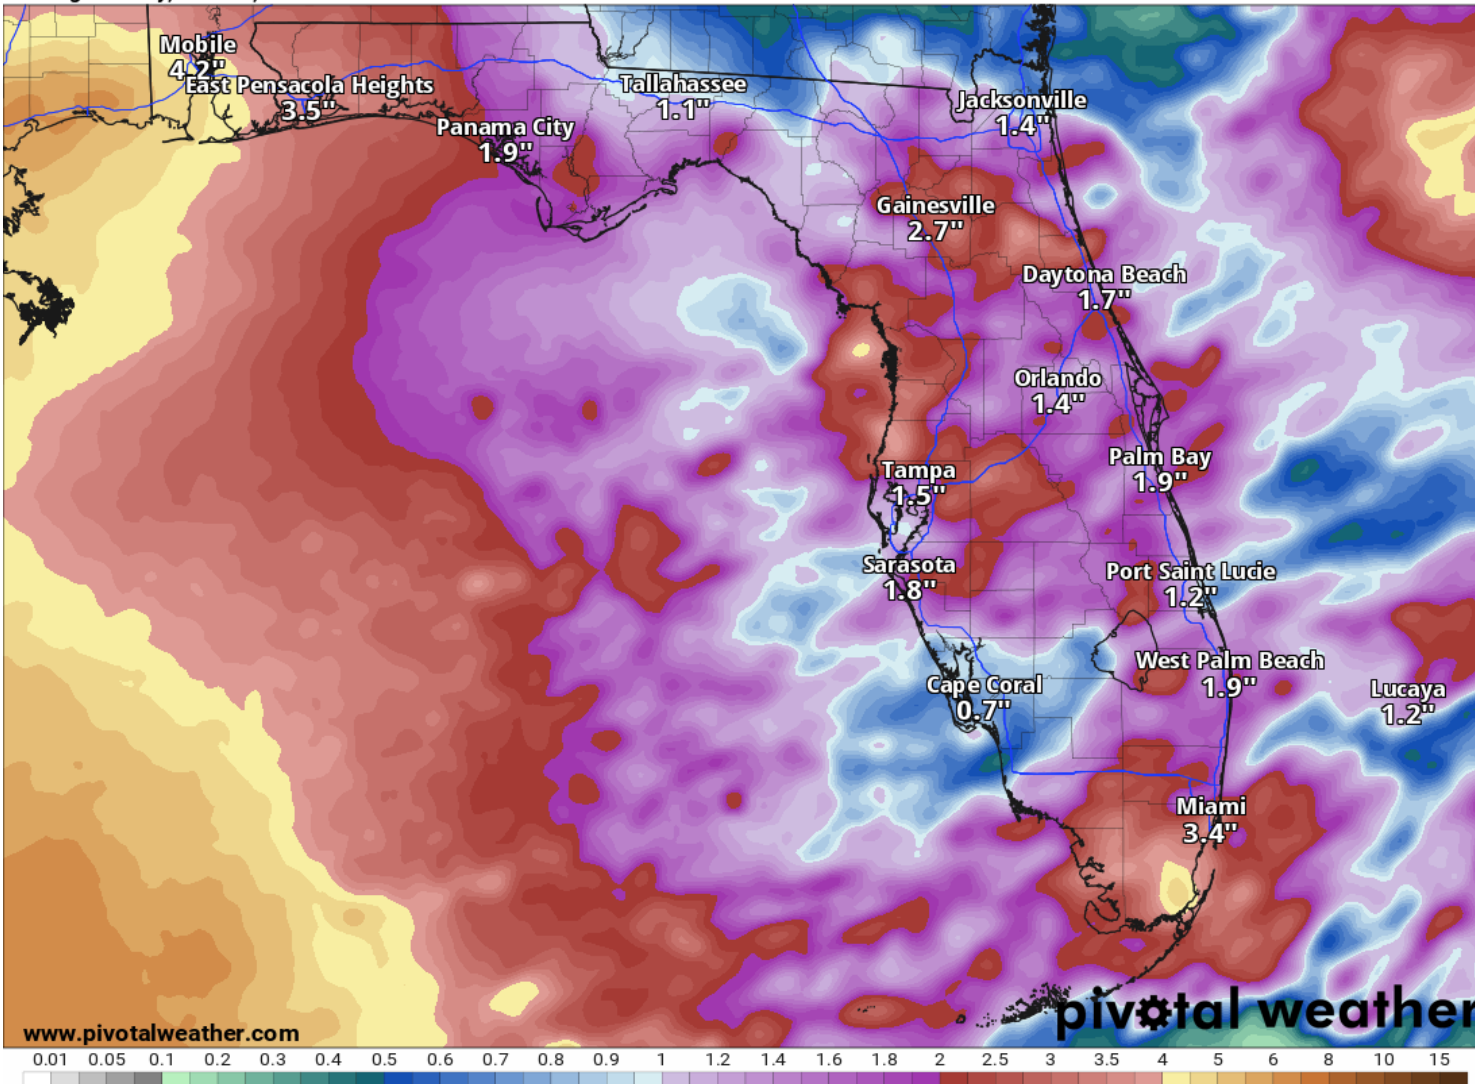 Mobile
4.2"
East Pensacola Heights
3.5"
Tallahassee
1.1"
Jacksonville
1.4"
Panama City
1.9"
Gainesville
2.7"
Daytona Beach
1.7"
Orlando
1.4"
Palm Bay
1.9"
Tampa
1.5"
Sarasota
1.8"
Port Saint Lucie
1.2"
West Palm Beach
1.9"
Cape Coral
0.7"
Lucaya
1.2"
Miami
3.4"
pivotal weather
www.pivotalweather.com
0.01 0.05 0.1 0.2 0.3 0.4 0.5 0.6 0.7 0.8 0.9 1 1.2 1.4 1.6 1.8 2 2.5 3 3.5 4 5 6 8 10 15